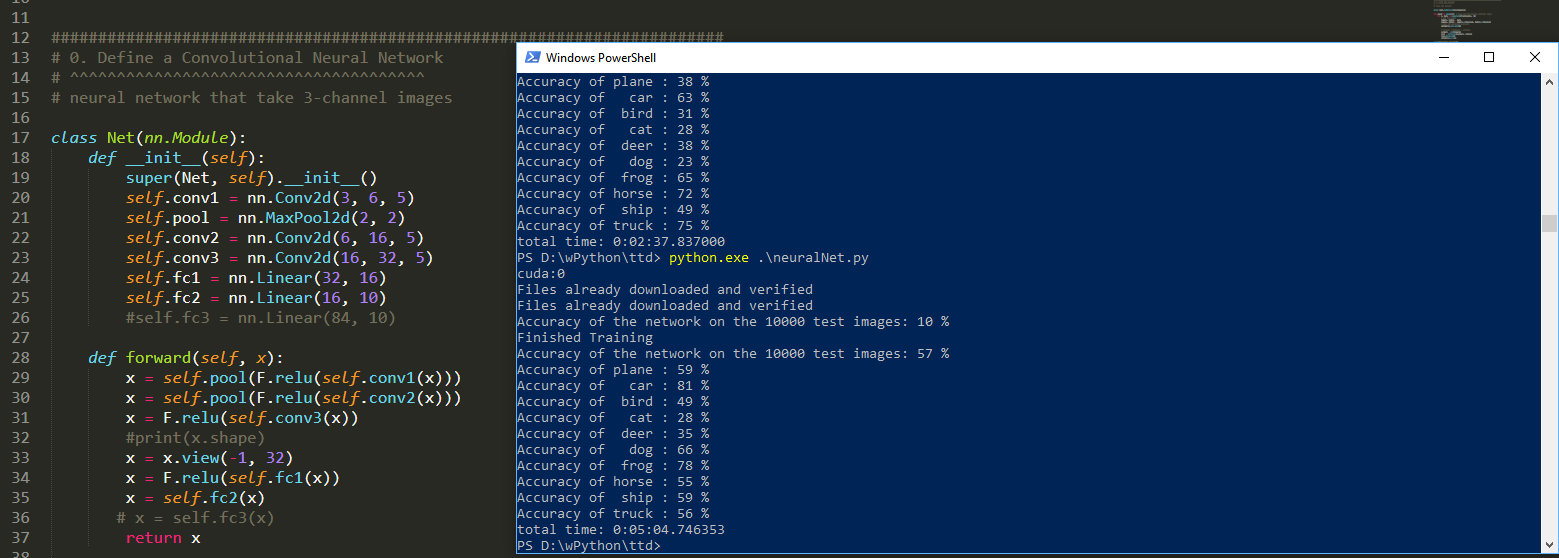 11
12 ########################################################################
13 # 0. Define a Convolutional Neural Network
14 # ^^^^^^^^^^^^^^^^^^^^^^^^^^^^^^^^^^^^^^
15 # neural network that take 3-channel images
16
17 class Net(nn.Module):
18     def __init__(self):
19         super(Net, self).__init__()
20         self.conv1 = nn.Conv2d(3, 6, 5)
21         self.pool = nn.MaxPool2d(2, 2)
22         self.conv2 = nn.Conv2d(6, 16, 5)
23         self.conv3 = nn.Conv2d(16, 32, 5)
24         self.fc1 = nn.Linear(32, 16)
25         self.fc2 = nn.Linear(16, 10)
26         #self.fc3 = nn.Linear(84, 10)
27
28     def forward(self, x):
29         x = self.pool(F.relu(self.conv1(x)))
30         x = self.pool(F.relu(self.conv2(x)))
31         x = F.relu(self.conv3(x))
32         #print(x.shape)
33         x = x.view(-1, 32)
34         x = F.relu(self.fc1(x))
35         x = self.fc2(x)
36        # x = self.fc3(x)
37         return x
Windows PowerShell
Accuracy of plane : 38 %
Accuracy of   car : 63 %
Accuracy of  bird : 31 %
Accuracy of   cat : 28 %
Accuracy of  deer : 38 %
Accuracy of   dog : 23 %
Accuracy of  frog : 65 %
Accuracy of horse : 72 %
Accuracy of  ship : 49 %
Accuracy of truck : 75 %
total time: 0:02:37.837000
PS D:\wPython\ttd> python.exe .\neuralNet.py
cuda:0
Files already downloaded and verified
Files already downloaded and verified
Accuracy of the network on the 10000 test images: 10 %
Finished Training
Accuracy of the network on the 10000 test images: 57 %
Accuracy of plane : 59 %
Accuracy of   car : 81 %
Accuracy of  bird : 49 %
Accuracy of   cat : 28 %
Accuracy of  deer : 35 %
Accuracy of   dog : 66 %
Accuracy of  frog : 78 %
Accuracy of horse : 55 %
Accuracy of  ship : 59 %
Accuracy of truck : 56 %
total time: 0:05:04.746353
PS D:\wPython\ttd>